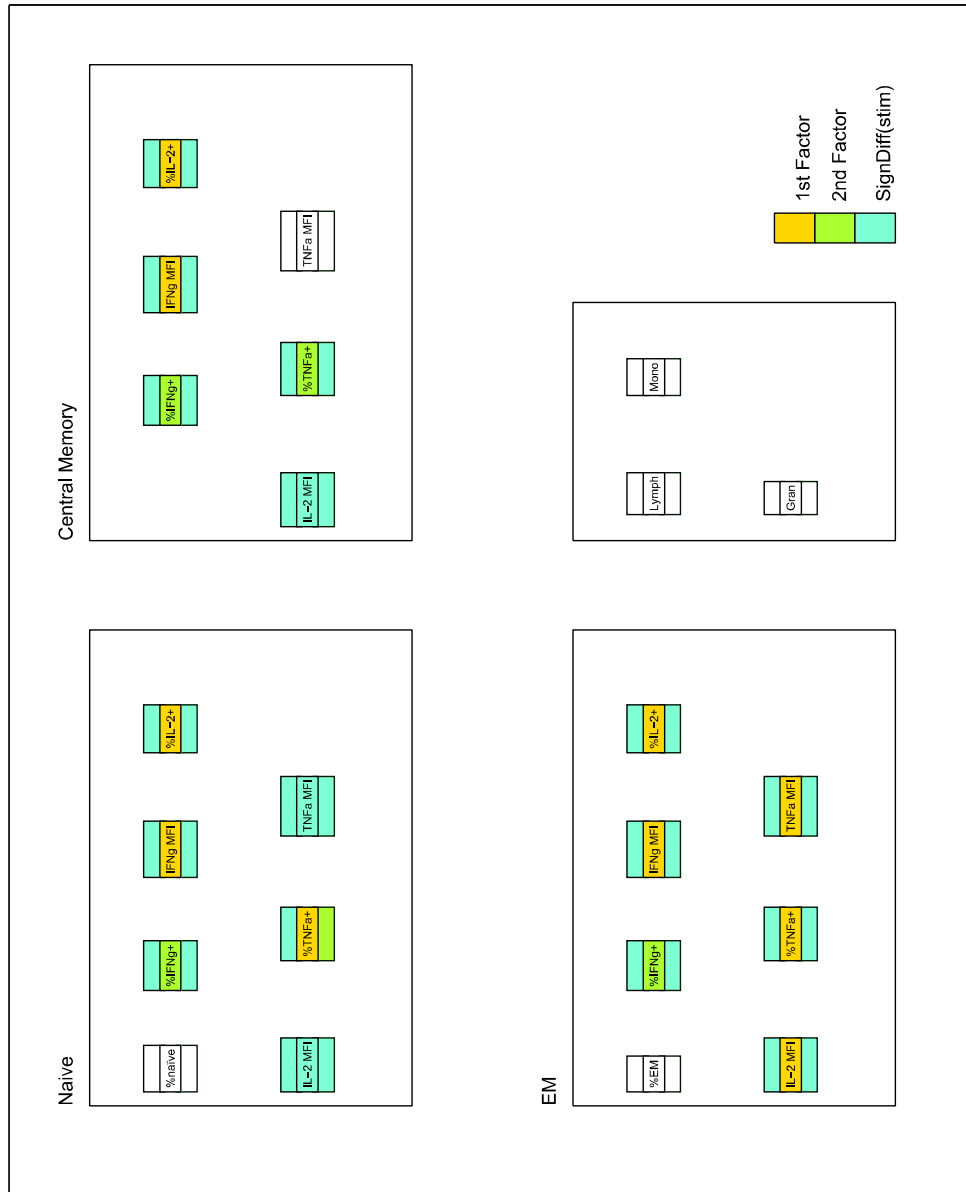 Naïve
%naïve
%IFNg+
IFNg MFI
%IL−2+
IL−2 MFI
%TNFa+
TNFa MFI
Central Memory
%IFNg+
IFNg MFI
%IL−2+
IL−2 MFI
%TNFa+
TNFa MFI
EM
%EM
%IFNg+
IFNg MFI
%IL−2+
IL−2 MFI
%TNFa+
TNFa MFI
Lymph
Mono
Gran
1st Factor
2nd Factor
SignDiff(stim)